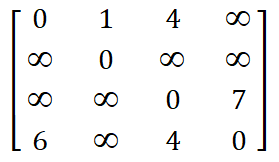 0 1 4 ∞
∞ 0 ∞ ∞
∞ ∞ 0 7
6 ∞ 4 0